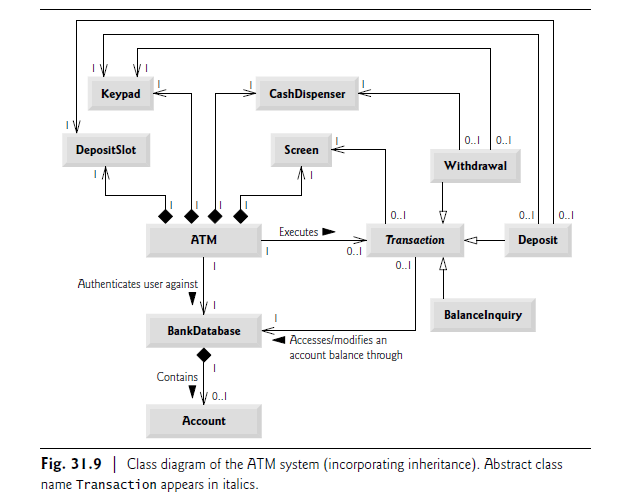 1 1
Keypad
1
1
CashDispenser
1
1
DepositSlot
1
Screen
1
0..1 0..1
Withdrawal
1
1
1 1 1 1
0..1
0..1 0..1
ATM
Executes
Transaction
Deposit
1
0..1
1
0..1
Authenticates user against
1
1
BankDatabase
BalanceInquiry
Accesses/modifies an
account balance through
1
Contains
0..1
Account
Fig. 31.9 | Class diagram of the ATM system (incorporating inheritance). Abstract class
name Transaction appears in italics.